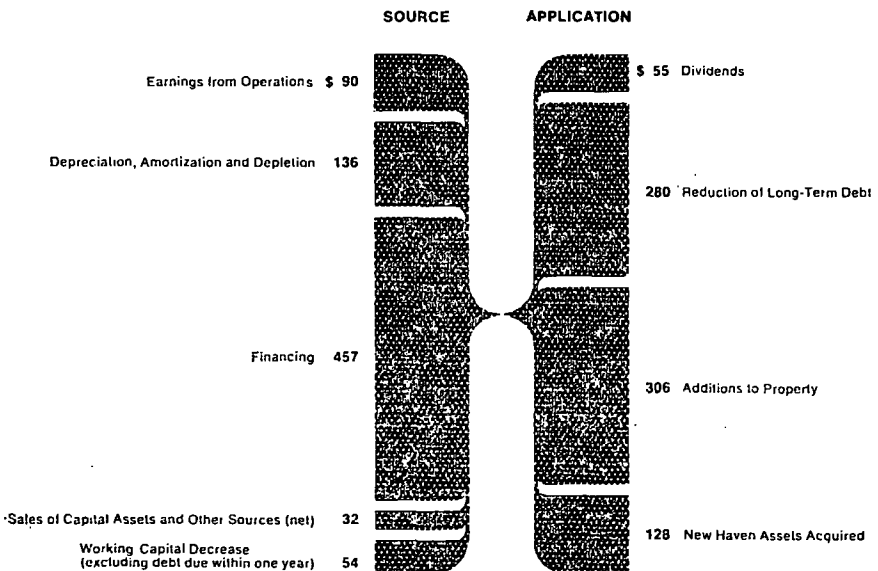 SOURCE
APPLICATION
Earnings from Operations $ 90
$ 55 Dividends
Depreciation, Amortization and Depletion 136
280 Reduction of Long-Term Debt
Financing 457
306 Additions to Property
Sales of Capital Assets and Other Sources (net) 32
128 New Haven Assets Acquired
Working Capital Decrease
(excluding debt due within one year) 54